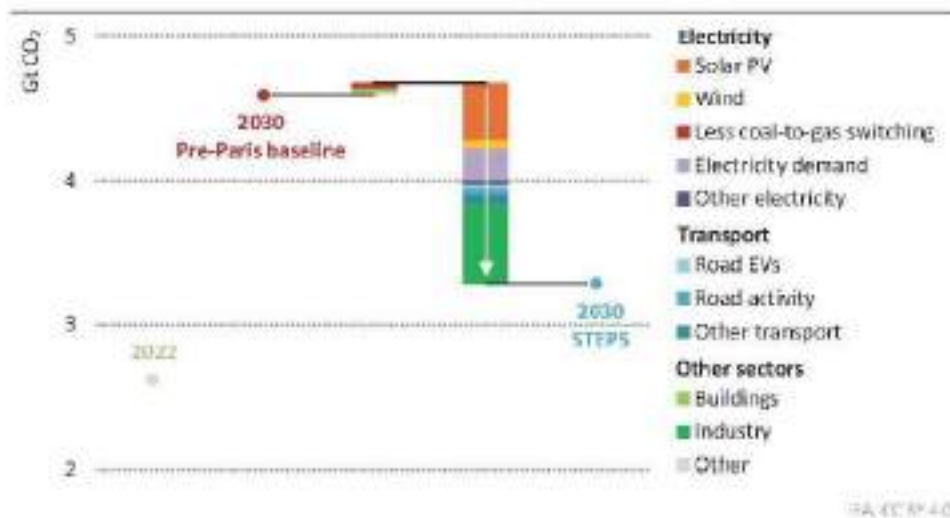 5
Gt CO₂
2030
Pre-Paris baseline
4
3
2022
2030
STEPS
2
Electricity
Solar PV
Wind
Less coal-to-gas switching
Electricity demand
Other electricity
Transport
Road EVs
Road activity
Other transport
Other sectors
Buildings
Industry
Other